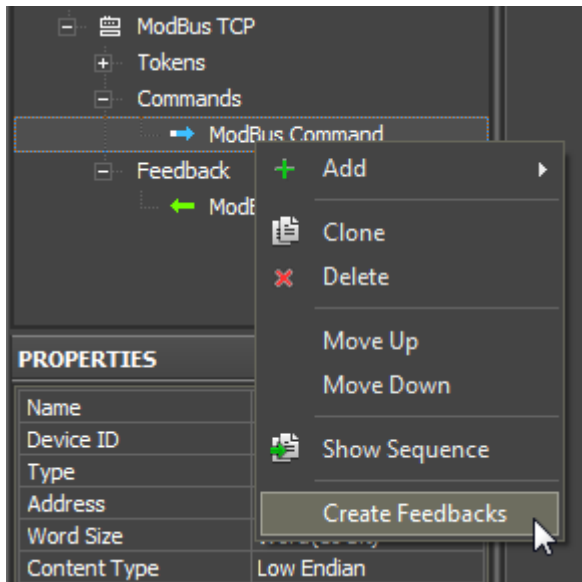 ModBus TCP
Tokens
Commands
ModBus Command
Feedback
Add
Clone
Delete
Move Up
Move Down
Show Sequence
Create Feedbacks
PROPERTIES
Name
Device ID
Type
Address
Word Size
Content Type Low Endian